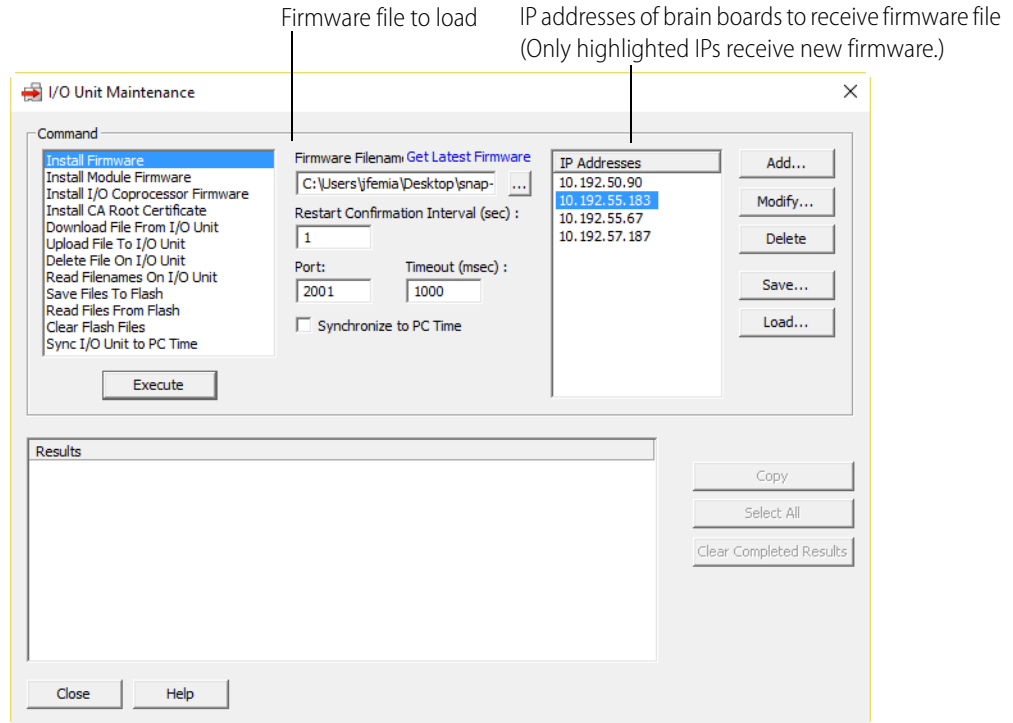 Firmware file to load
IP addresses of brain boards to receive firmware file
(Only highlighted IPs receive new firmware.)
I/O Unit Maintenance
Command
Install Firmware
Install Module Firmware
Install I/O Coprocessor Firmware
Install CA Root Certificate
Download File From I/O Unit
Upload File To I/O Unit
Delete File On I/O Unit
Read Filenames On I/O Unit
Save Files To Flash
Read Files From Flash
Clear Flash Files
Sync I/O Unit to PC Time
Execute
Firmware Filenam Get Latest Firmware
C:\Users\jfemia\Desktop\snap- ...
Restart Confirmation Interval (sec) :
1
Port: Timeout (msec) :
2001 1000
Synchronize to PC Time
IP Addresses
10.192.50.90
10.192.55.183
10.192.55.67
10.192.57.187
Add...
Modify...
Delete
Save...
Load...
Results
Copy
Select All
Clear Completed Results
Close Help